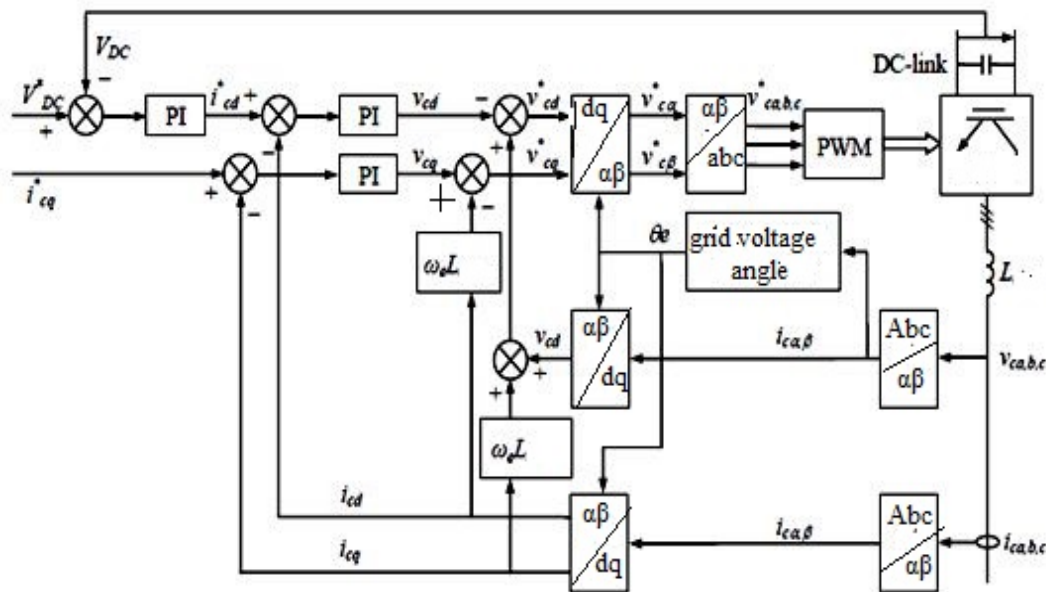 V_DC
DC-link
V*_DC
−
+
PI
i*_cd
+
−
PI
v_cd
−
+
v*_cd
dq
αβ
v*_cα
αβ
abc
v*_ca,b,c
PWM
i*_cq
+
−
PI
v_cq
+
−
v*_cq
v*_cβ
ω_eL
θe
grid voltage
angle
L
v_cd
+
+
αβ
dq
i_cα,β
Abc
αβ
v_ca,b,c
ω_eL
i_cd
αβ
dq
i_cα,β
Abc
αβ
i_ca,b,c
i_cq